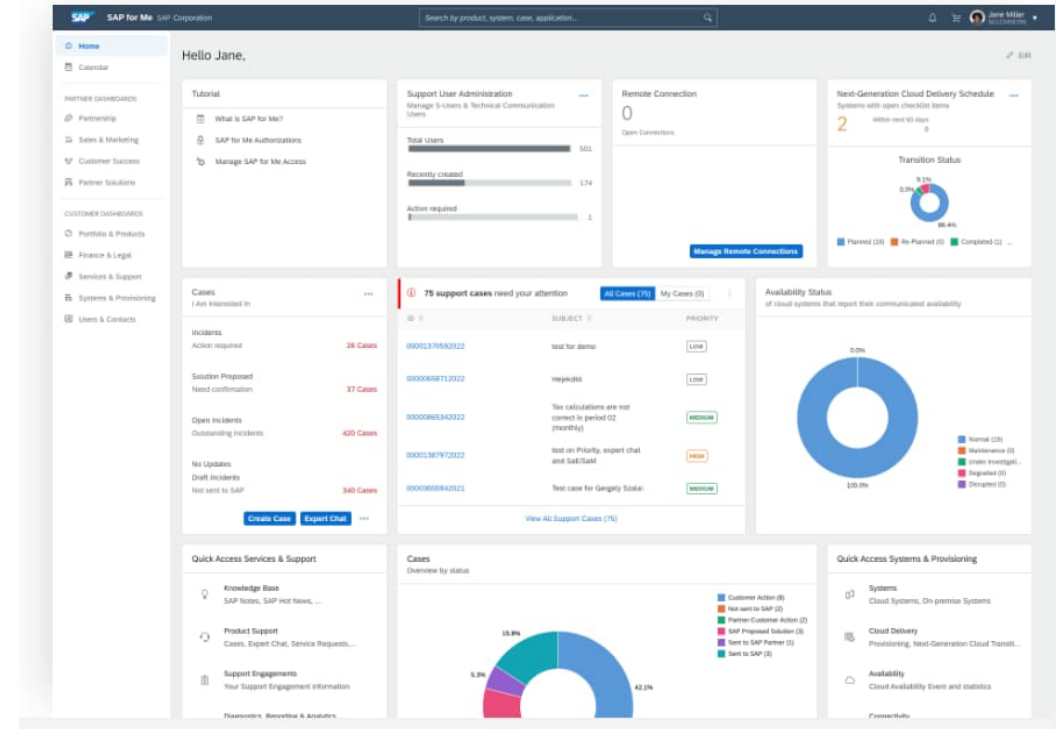 SAP
SAP for Me SAP Corporation
Search by product, system, case, application...
Jane Miller
Home
Calendar
PARTNER DASHBOARDS
Partnership
Sales & Marketing
Customer Success
Partner Solutions
CUSTOMER DASHBOARDS
Portfolio & Products
Finance & Legal
Services & Support
Systems & Provisioning
Users & Contacts
Hello Jane,
Edit
Tutorial
What is SAP for Me?
SAP for Me Authorizations
Manage SAP for Me Access
Support User Administration
Manage S-Users & Technical Communication
Users
Total Users
501
Recently created
174
Action required
1
Remote Connection
0
Open Connections
Manage Remote Connections
Next-Generation Cloud Delivery Schedule
Systems with open checklist items
2
Within next 60 days
0
Transition Status
9.1%
0.0%
86.4%
Planned (19)
Re-Planned (0)
Completed (1)
...
Cases
I Am Interested In
Incidents
Action required
26 Cases
Solution Proposed
Need confirmation
37 Cases
Open Incidents
Outstanding incidents
420 Cases
No Updates
Draft Incidents
Not sent to SAP
340 Cases
Create Case
Expert Chat
75 support cases need your attention
All Cases (75)
My Cases (0)
ID
SUBJECT
PRIORITY
00001370592022
test for demo
LOW
00000668712022
LOW
00000865342022
Tax calculations are not
correct in period 02
(monthly)
MEDIUM
00001387972022
test on Priority, expert chat
and SaE/SaM
HIGH
00003600942021
Test case for Gergely Szalai
MEDIUM
View All Support Cases (75)
Availability Status
of cloud systems that report their communicated availability
0.0%
100.0%
Normal (19)
Maintenance (0)
Under Investigati...
Degraded (0)
Disrupted (0)
Quick Access Services & Support
Knowledge Base
SAP Notes, SAP Hot News, ...
Product Support
Cases, Expert Chat, Service Requests,...
Support Engagements
Your Support Engagement information
Diagnostics, Reporting & Analytics
Cases
Overview by status
15.8%
5.3%
42.1%
Customer Action (8)
Not sent to SAP (2)
Partner-Customer Action (2)
SAP Proposed Solution (3)
Sent to SAP Partner (1)
Sent to SAP (3)
Quick Access Systems & Provisioning
Systems
Cloud Systems, On-premise Systems
Cloud Delivery
Provisioning, Next-Generation Cloud Transiti...
Availability
Cloud Availability Event and statistics
Connectivity